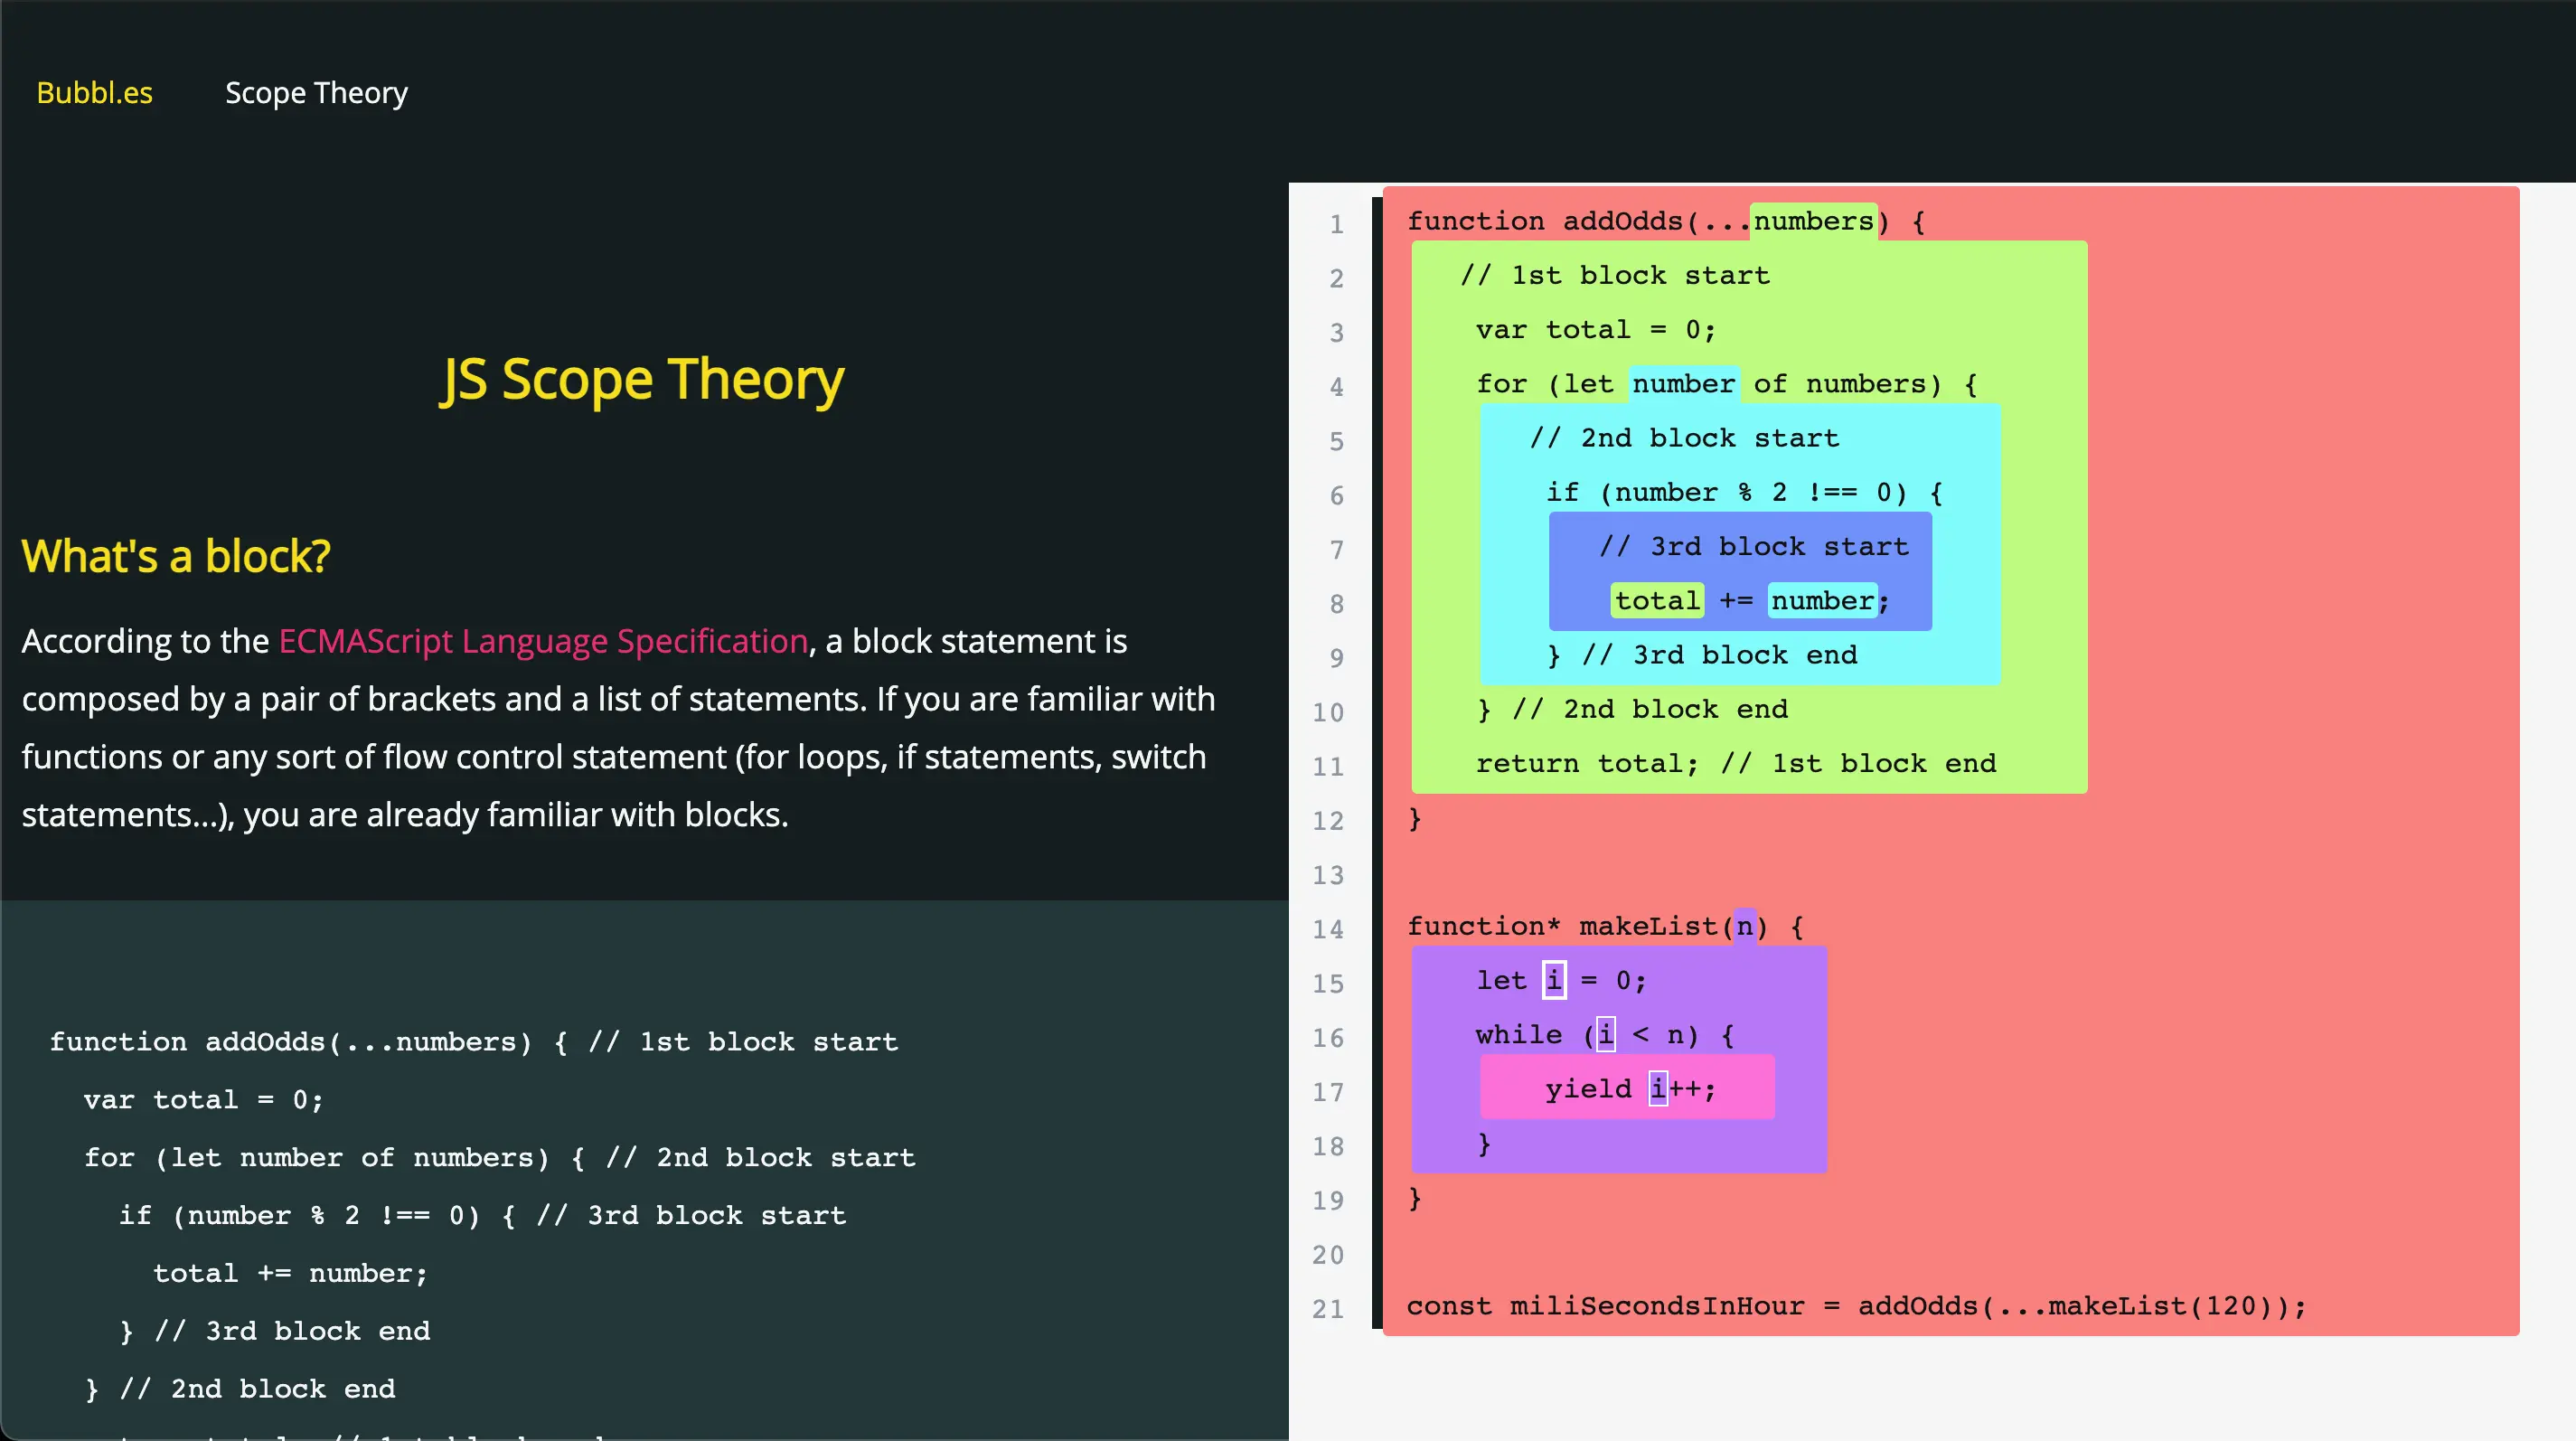 Bubbl.es Scope Theory
JS Scope Theory
What's a block?
According to the ECMAScript Language Specification, a block statement is
composed by a pair of brackets and a list of statements. If you are familiar with
functions or any sort of flow control statement (for loops, if statements, switch
statements...), you are already familiar with blocks.
function addOdds(...numbers) { // 1st block start
var total = 0;
for (let number of numbers) { // 2nd block start
if (number % 2 !== 0) { // 3rd block start
total += number;
} // 3rd block end
} // 2nd block end
1 function addOdds(...numbers) {
2 // 1st block start
3 var total = 0;
4 for (let number of numbers) {
5 // 2nd block start
6 if (number % 2 !== 0) {
7 // 3rd block start
8 total += number;
9 } // 3rd block end
10 } // 2nd block end
11 return total; // 1st block end
12 }
13
14 function* makeList(n) {
15 let i = 0;
16 while (i < n) {
17 yield i++;
18 }
19 }
20
21 const miliSecondsInHour = addOdds(...makeList(120));